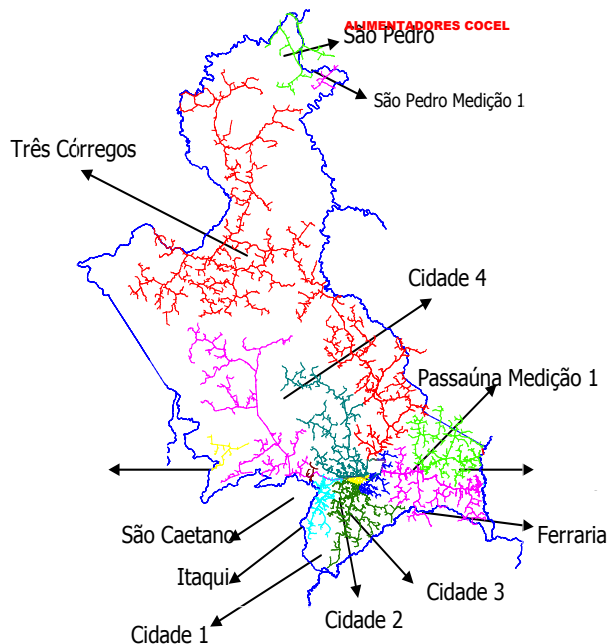 ALIMENTADORES COCEL
São Pedro
São Pedro Medição 1
Três Córregos
Cidade 4
Passaúna Medição 1
São Caetano
Ferraria
Itaqui
Cidade 3
Cidade 2
Cidade 1